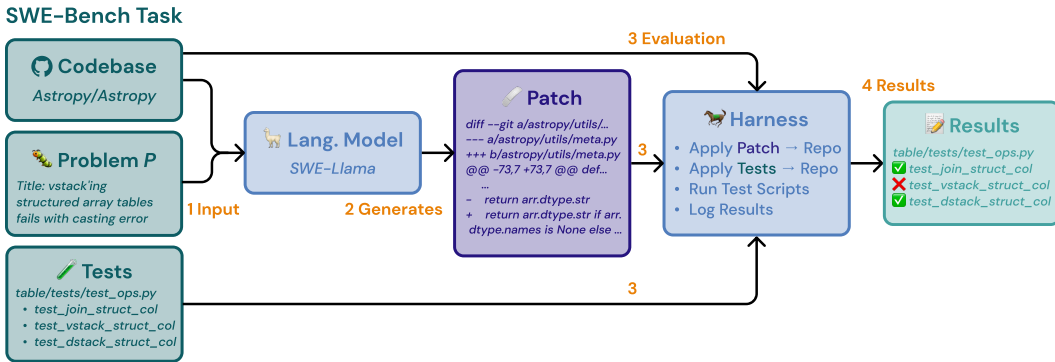 SWE-Bench Task
Codebase
Astropy/Astropy
Problem P
Title: vstack'ing
structured array tables
fails with casting error
Tests
table/tests/test_ops.py
• test_join_struct_col
• test_vstack_struct_col
• test_dstack_struct_col
1 Input
Lang. Model
SWE-Llama
2 Generates
Patch
diff --git a/astropy/utils/...
--- a/astropy/utils/meta.py
+++ b/astropy/utils/meta.py
@@ -73,7 +73,7 @@ def...
...
- return arr.dtype.str
+ return arr.dtype.str if arr.
dtype.names is None else ...
3 Evaluation
3
3
Harness
• Apply Patch → Repo
• Apply Tests → Repo
• Run Test Scripts
• Log Results
4 Results
Results
table/tests/test_ops.py
✅ test_join_struct_col
❌ test_vstack_struct_col
✅ test_dstack_struct_col